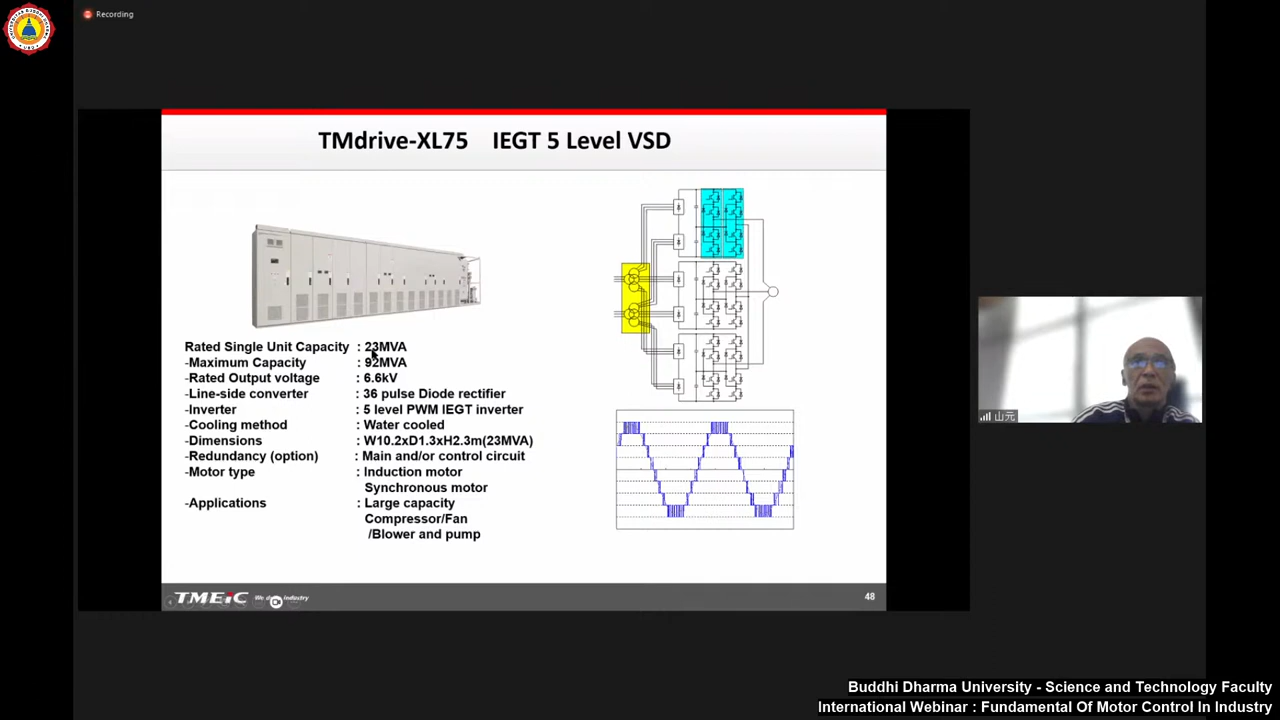 Recording
TMdrive-XL75 IEGT 5 Level VSD
Rated Single Unit Capacity : 23MVA
-Maximum Capacity : 92MVA
-Rated Output voltage : 6.6kV
-Line-side converter : 36 pulse Diode rectifier
-Inverter : 5 level PWM IEGT inverter
-Cooling method : Water cooled
-Dimensions : W10.2xD1.3xH2.3m(23MVA)
-Redundancy (option) : Main and/or control circuit
-Motor type : Induction motor
Synchronous motor
-Applications : Large capacity
Compressor/Fan
/Blower and pump
TMEiC
We drive industry
48
山元
Buddhi Dharma University - Science and Technology Faculty
International Webinar : Fundamental Of Motor Control In Industry